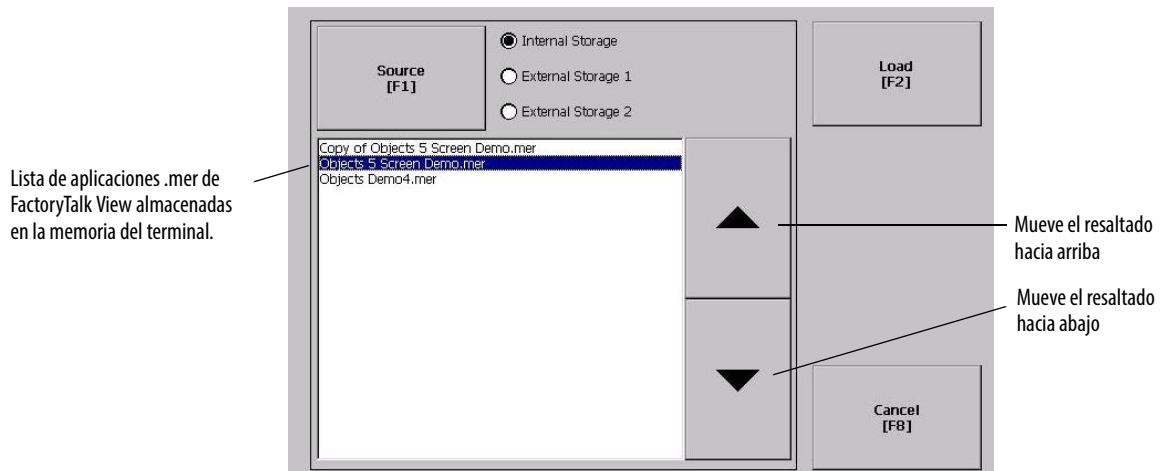 Source
[F1]
Internal Storage
External Storage 1
External Storage 2
Load
[F2]
Copy of Objects 5 Screen Demo.mer
Objects 5 Screen Demo.mer
Objects Demo4.mer
Lista de aplicaciones .mer de
FactoryTalk View almacenadas
en la memoria del terminal.
Mueve el resaltado
hacia arriba
Mueve el resaltado
hacia abajo
Cancel
[F8]